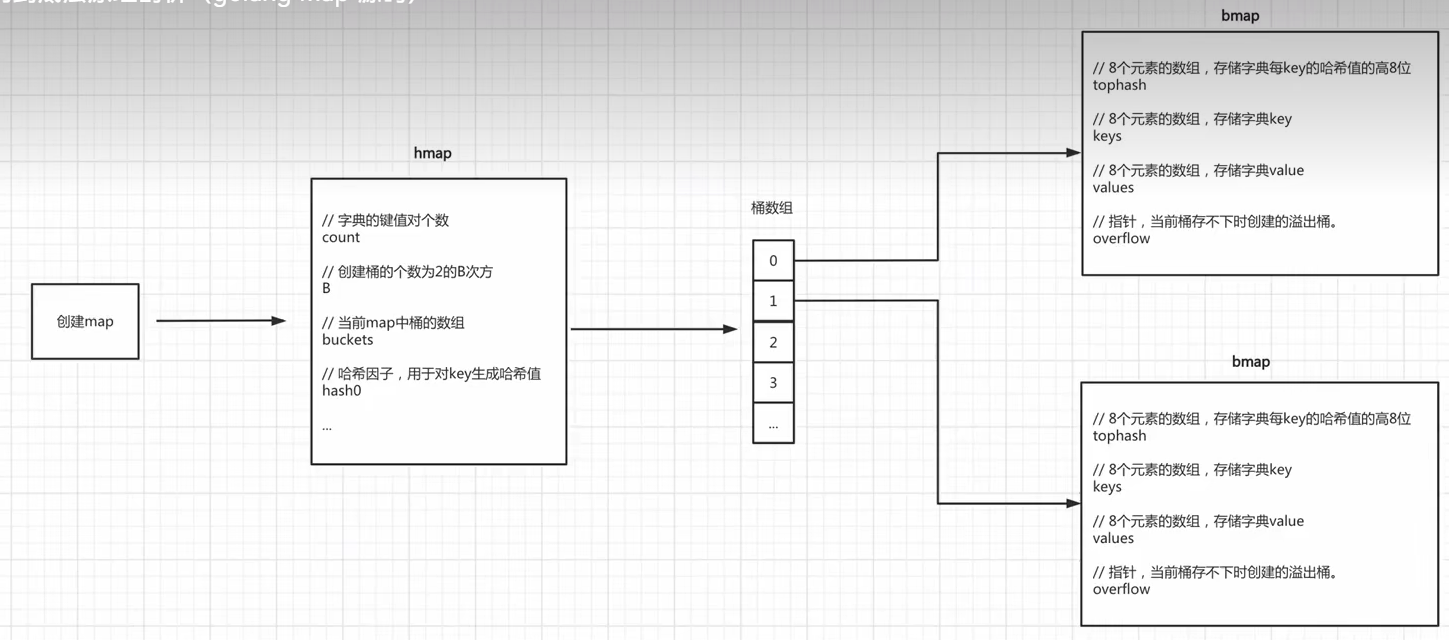 (golang map 源码)
创建map
hmap
// 字典的键值对个数
count
// 创建桶的个数为2的B次方
B
// 当前map中桶的数组
buckets
// 哈希因子，用于对key生成哈希值
hash0
...
桶数组
0
1
2
3
...
bmap
// 8个元素的数组，存储字典每key的哈希值的高8位
tophash
// 8个元素的数组，存储字典key
keys
// 8个元素的数组，存储字典value
values
// 指针，当前桶存不下时创建的溢出桶。
overflow
bmap
// 8个元素的数组，存储字典每key的哈希值的高8位
tophash
// 8个元素的数组，存储字典key
keys
// 8个元素的数组，存储字典value
values
// 指针，当前桶存不下时创建的溢出桶。
overflow